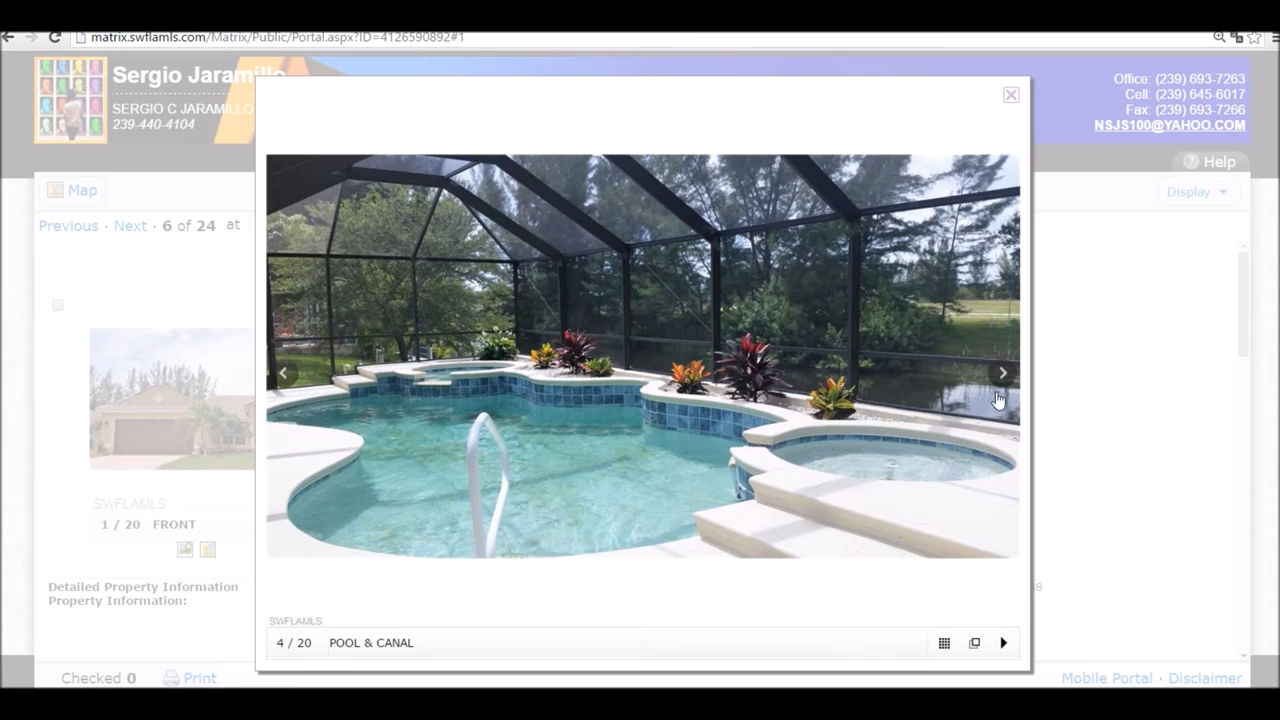 matrix.swflamls.com/Matrix/Public/Portal.aspx?ID=4126590892#1
Sergio Jaramillo
SERGIO C JARAMILLO
239-440-4104
Office: (239) 693-7263
Cell: (239) 645-6017
Fax: (239) 693-7266
NSJS100@YAHOO.COM
Help
Map
Display
Previous · Next · 6 of 24 at
SWFLAMLS
1 / 20 FRONT
Detailed Property Information
Property Information:
SWFLAMLS
4 / 20 POOL & CANAL
Checked 0 Print
Mobile Portal · Disclaimer